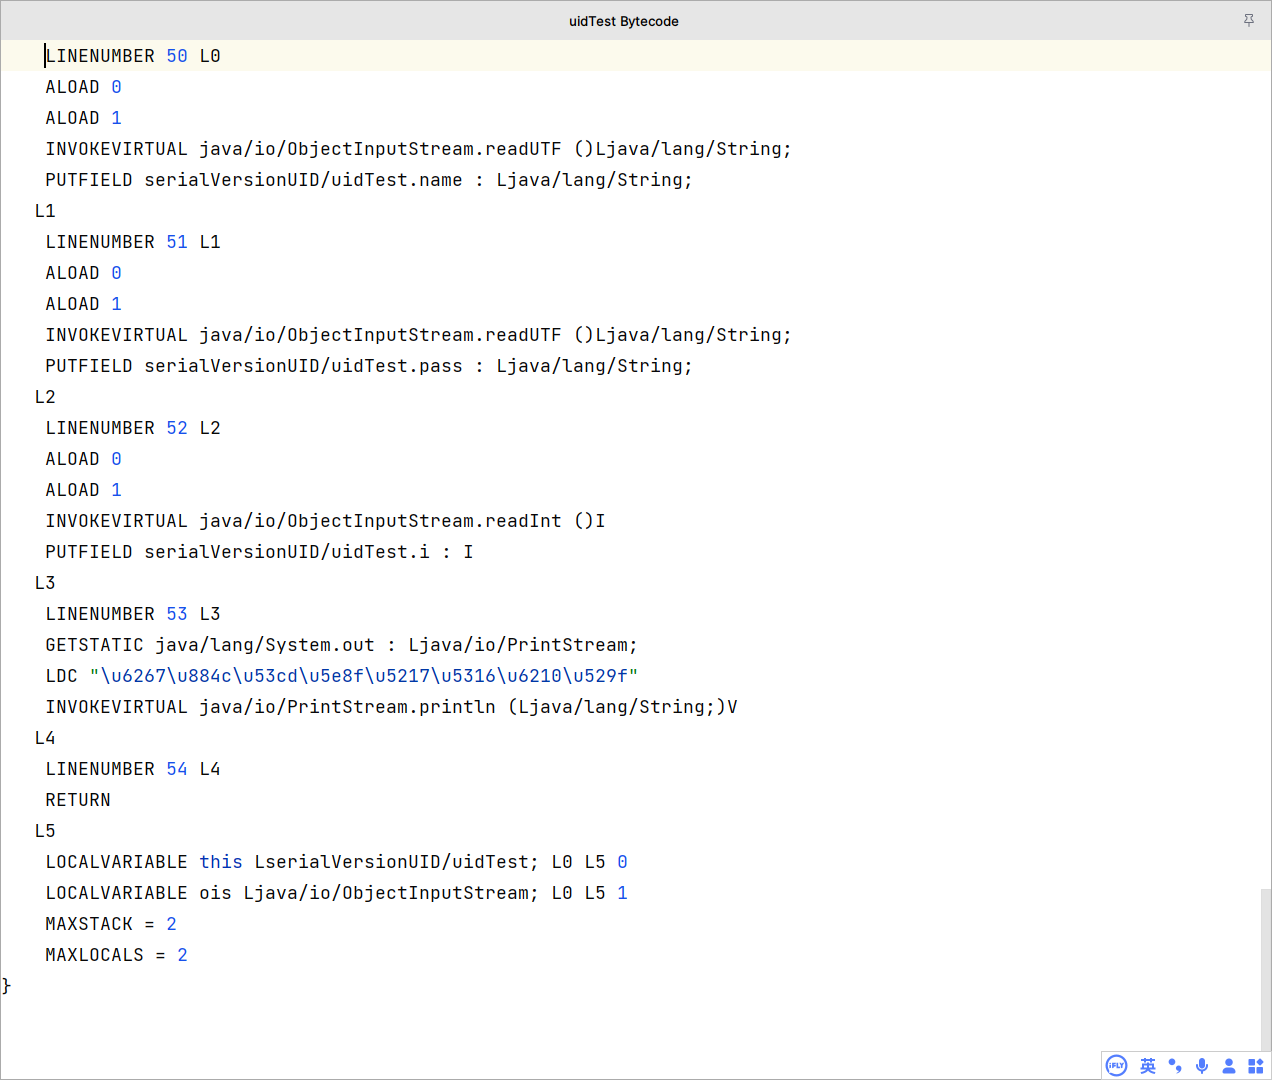 uidTest Bytecode
LINENUMBER 50 L0
ALOAD 0
ALOAD 1
INVOKEVIRTUAL java/io/ObjectInputStream.readUTF ()Ljava/lang/String;
PUTFIELD serialVersionUID/uidTest.name : Ljava/lang/String;
L1
LINENUMBER 51 L1
ALOAD 0
ALOAD 1
INVOKEVIRTUAL java/io/ObjectInputStream.readUTF ()Ljava/lang/String;
PUTFIELD serialVersionUID/uidTest.pass : Ljava/lang/String;
L2
LINENUMBER 52 L2
ALOAD 0
ALOAD 1
INVOKEVIRTUAL java/io/ObjectInputStream.readInt ()I
PUTFIELD serialVersionUID/uidTest.i : I
L3
LINENUMBER 53 L3
GETSTATIC java/lang/System.out : Ljava/io/PrintStream;
LDC "\u6267\u884c\u53cd\u5e8f\u5217\u5316\u6210\u529f"
INVOKEVIRTUAL java/io/PrintStream.println (Ljava/lang/String;)V
L4
LINENUMBER 54 L4
RETURN
L5
LOCALVARIABLE this LserialVersionUID/uidTest; L0 L5 0
LOCALVARIABLE ois Ljava/io/ObjectInputStream; L0 L5 1
MAXSTACK = 2
MAXLOCALS = 2
}
iFLY 英